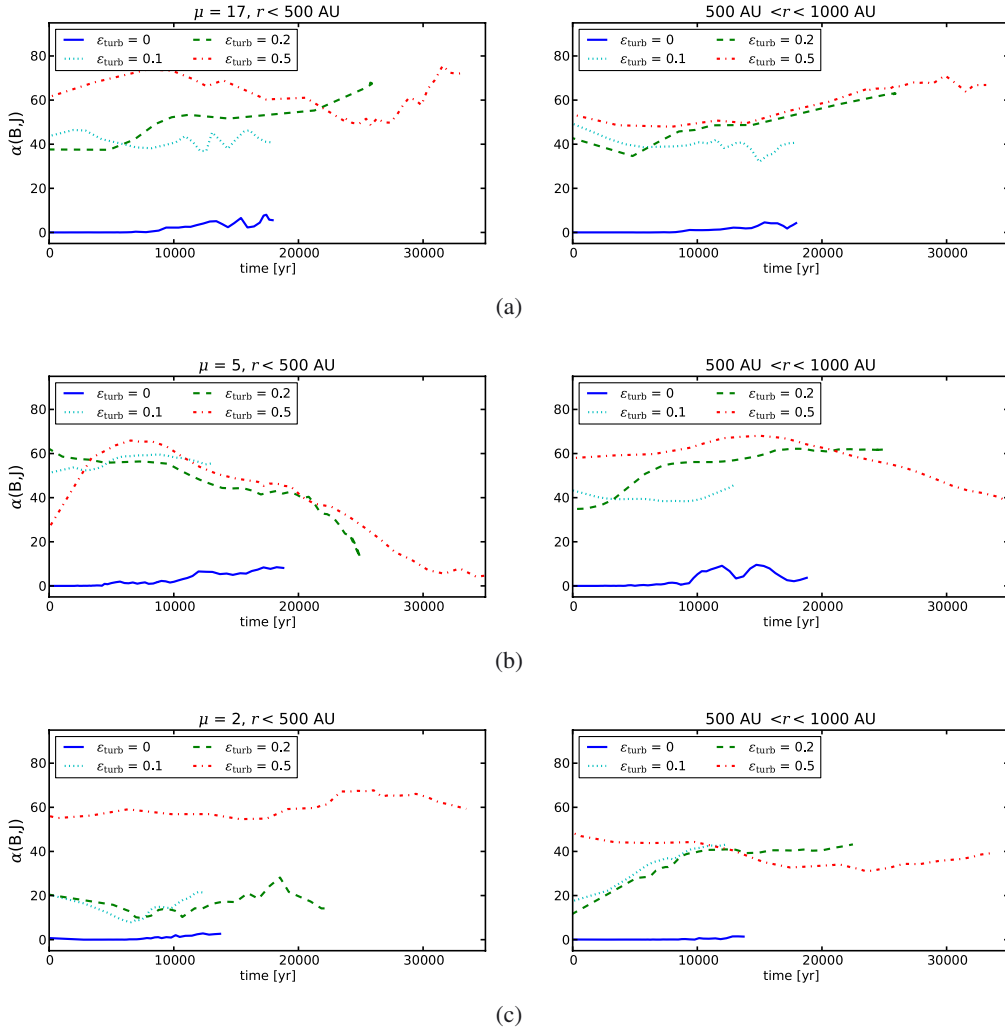 μ = 17, r < 500 AU
500 AU < r < 1000 AU
ε_turb = 0
ε_turb = 0.2
ε_turb = 0.1
ε_turb = 0.5
ε_turb = 0
ε_turb = 0.2
ε_turb = 0.1
ε_turb = 0.5
α(B,J)
80
60
40
20
0
80
60
40
20
0
0 10000 20000 30000
0 10000 20000 30000
time [yr]
time [yr]
(a)
μ = 5, r < 500 AU
500 AU < r < 1000 AU
ε_turb = 0
ε_turb = 0.2
ε_turb = 0.1
ε_turb = 0.5
ε_turb = 0
ε_turb = 0.2
ε_turb = 0.1
ε_turb = 0.5
α(B,J)
80
60
40
20
0
80
60
40
20
0
0 10000 20000 30000
0 10000 20000 30000
time [yr]
time [yr]
(b)
μ = 2, r < 500 AU
500 AU < r < 1000 AU
ε_turb = 0
ε_turb = 0.2
ε_turb = 0.1
ε_turb = 0.5
ε_turb = 0
ε_turb = 0.2
ε_turb = 0.1
ε_turb = 0.5
α(B,J)
80
60
40
20
0
80
60
40
20
0
0 10000 20000 30000
0 10000 20000 30000
time [yr]
time [yr]
(c)